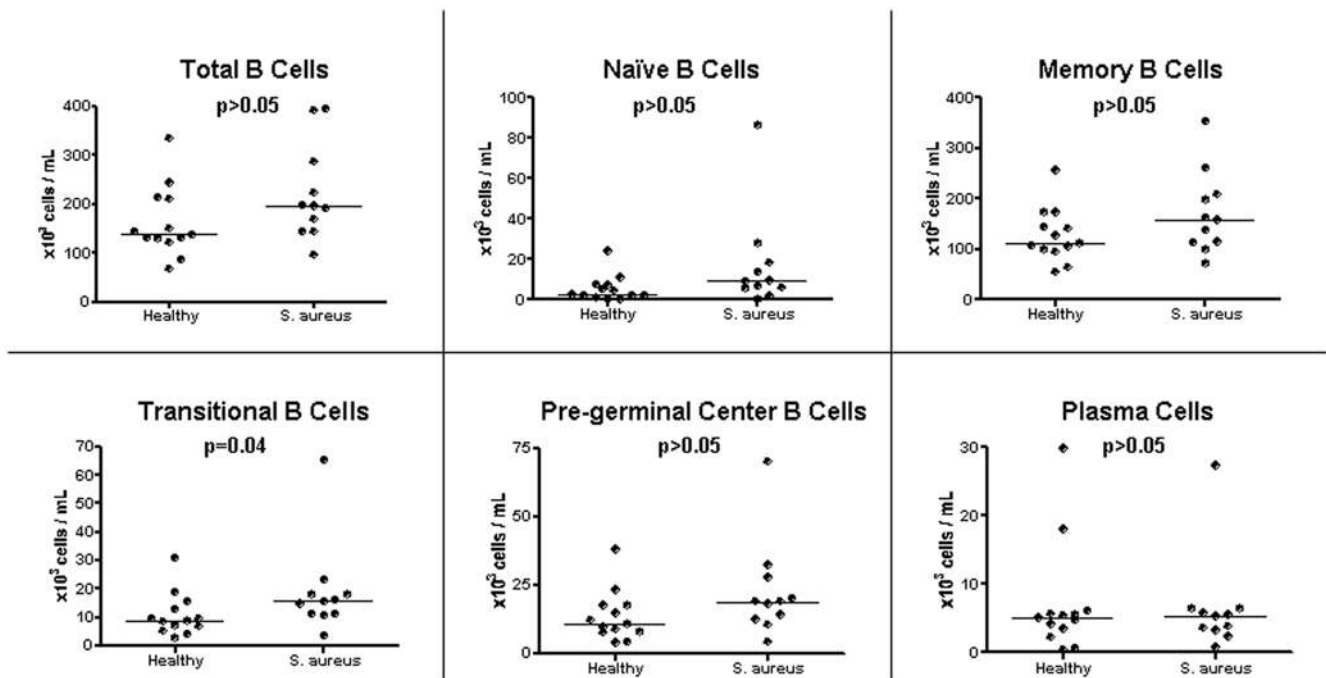 Total B Cells
p>0.05
x10³ cells / mL
400
300
200
100
0
Healthy S. aureus
Naïve B Cells
p>0.05
x10³ cells / mL
100
80
60
40
20
0
Healthy S. aureus
Memory B Cells
p>0.05
x10³ cells / mL
400
300
200
100
0
Healthy S. aureus
Transitional B Cells
p=0.04
x10³ cells / mL
70
60
50
40
30
20
10
0
Healthy S. aureus
Pre-germinal Center B Cells
p>0.05
x10³ cells / mL
75
50
25
0
Healthy S. aureus
Plasma Cells
p>0.05
x10³ cells / mL
30
20
10
0
Healthy S. aureus